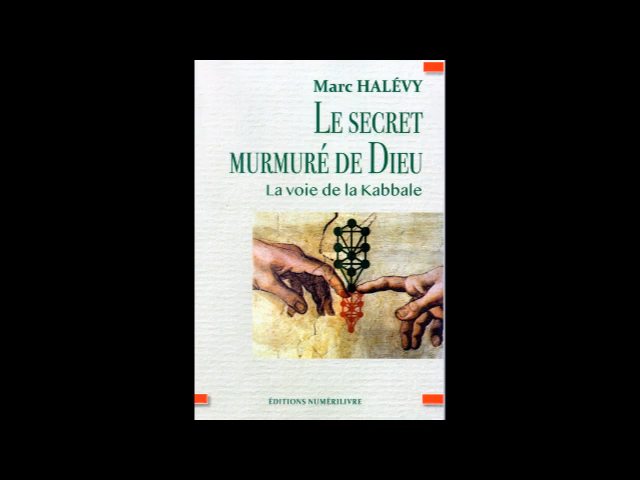 Marc HALÉVY
LE SECRET
MURMURÉ DE DIEU
La voie de la Kabbale
ÉDITIONS NUMÉRILIVRE